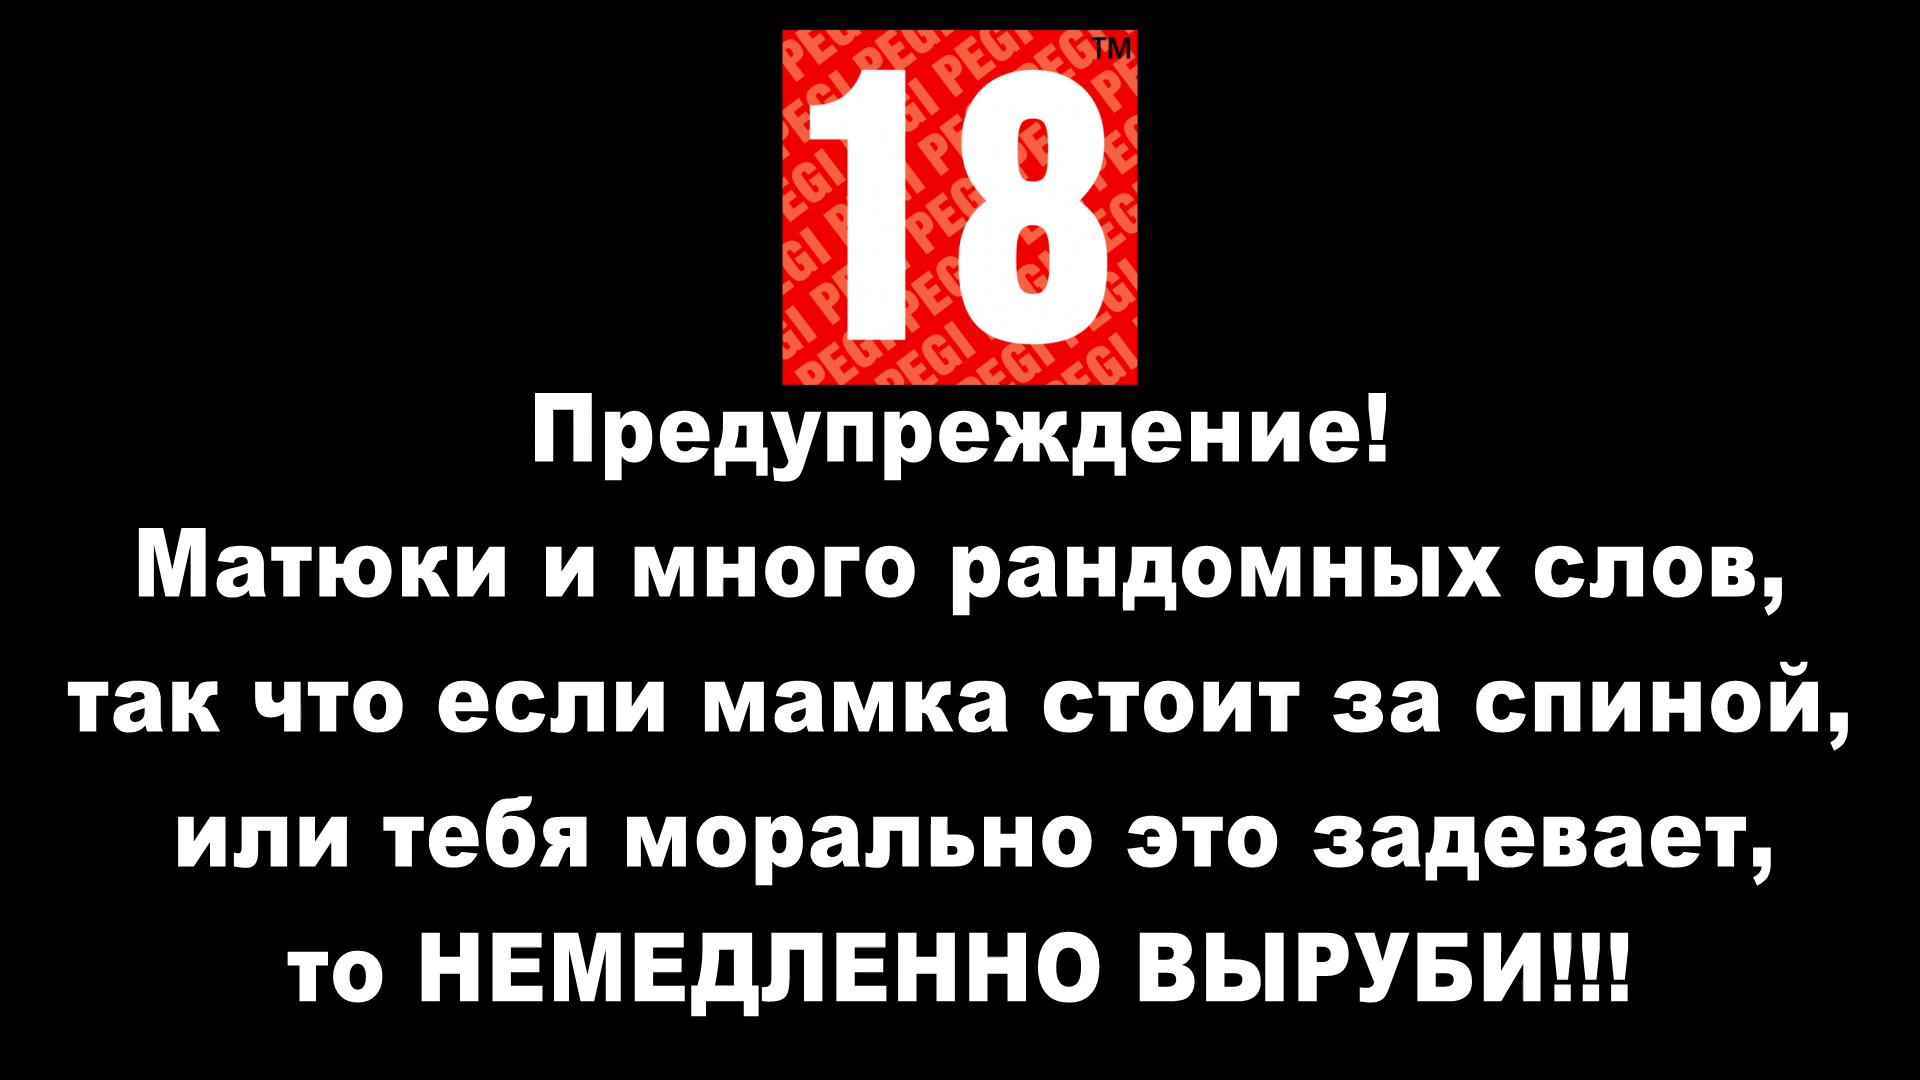 18
TM
Предупреждение!
Матюки и много рандомных слов,
так что если мамка стоит за спиной,
или тебя морально это задевает,
то НЕМЕДЛЕННО ВЫРУБИ!!!